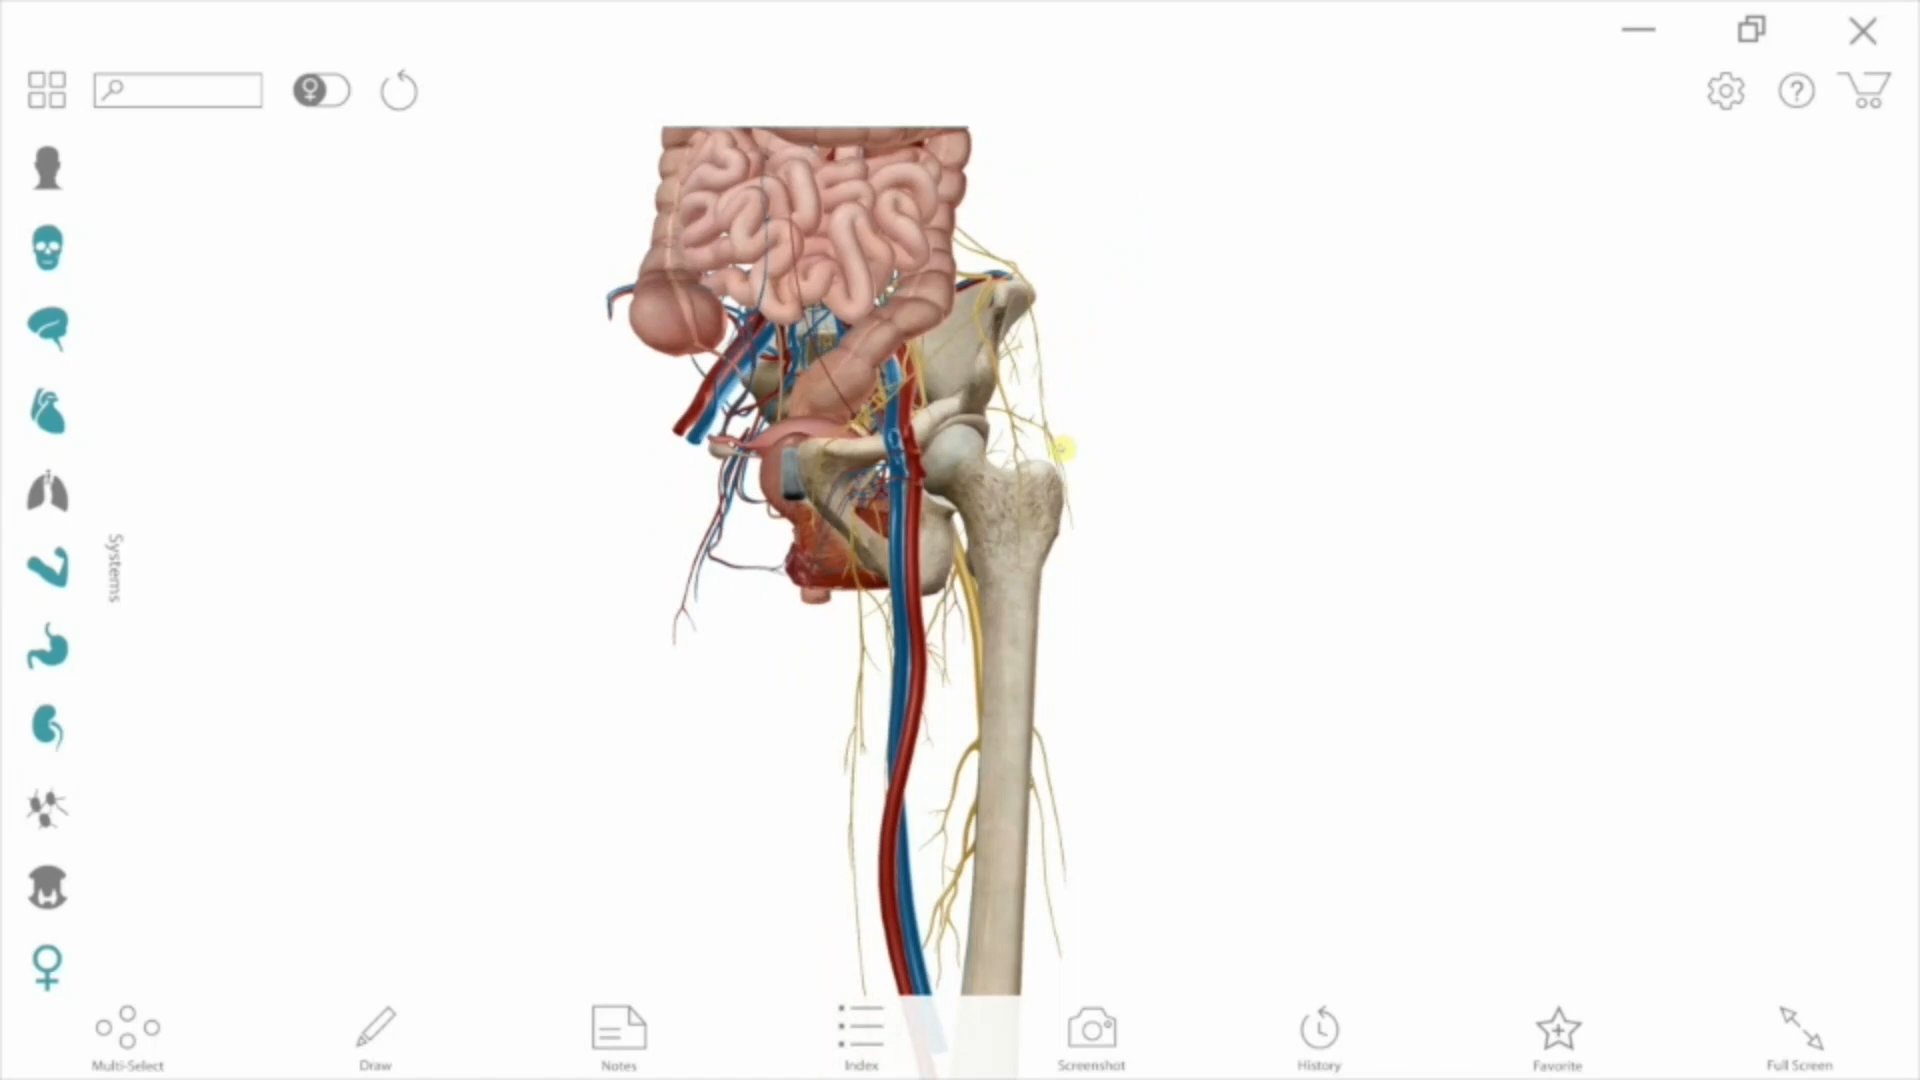 Systems
Multi-Select
Draw
Notes
Index
Screenshot
History
Favorite
Full Screen